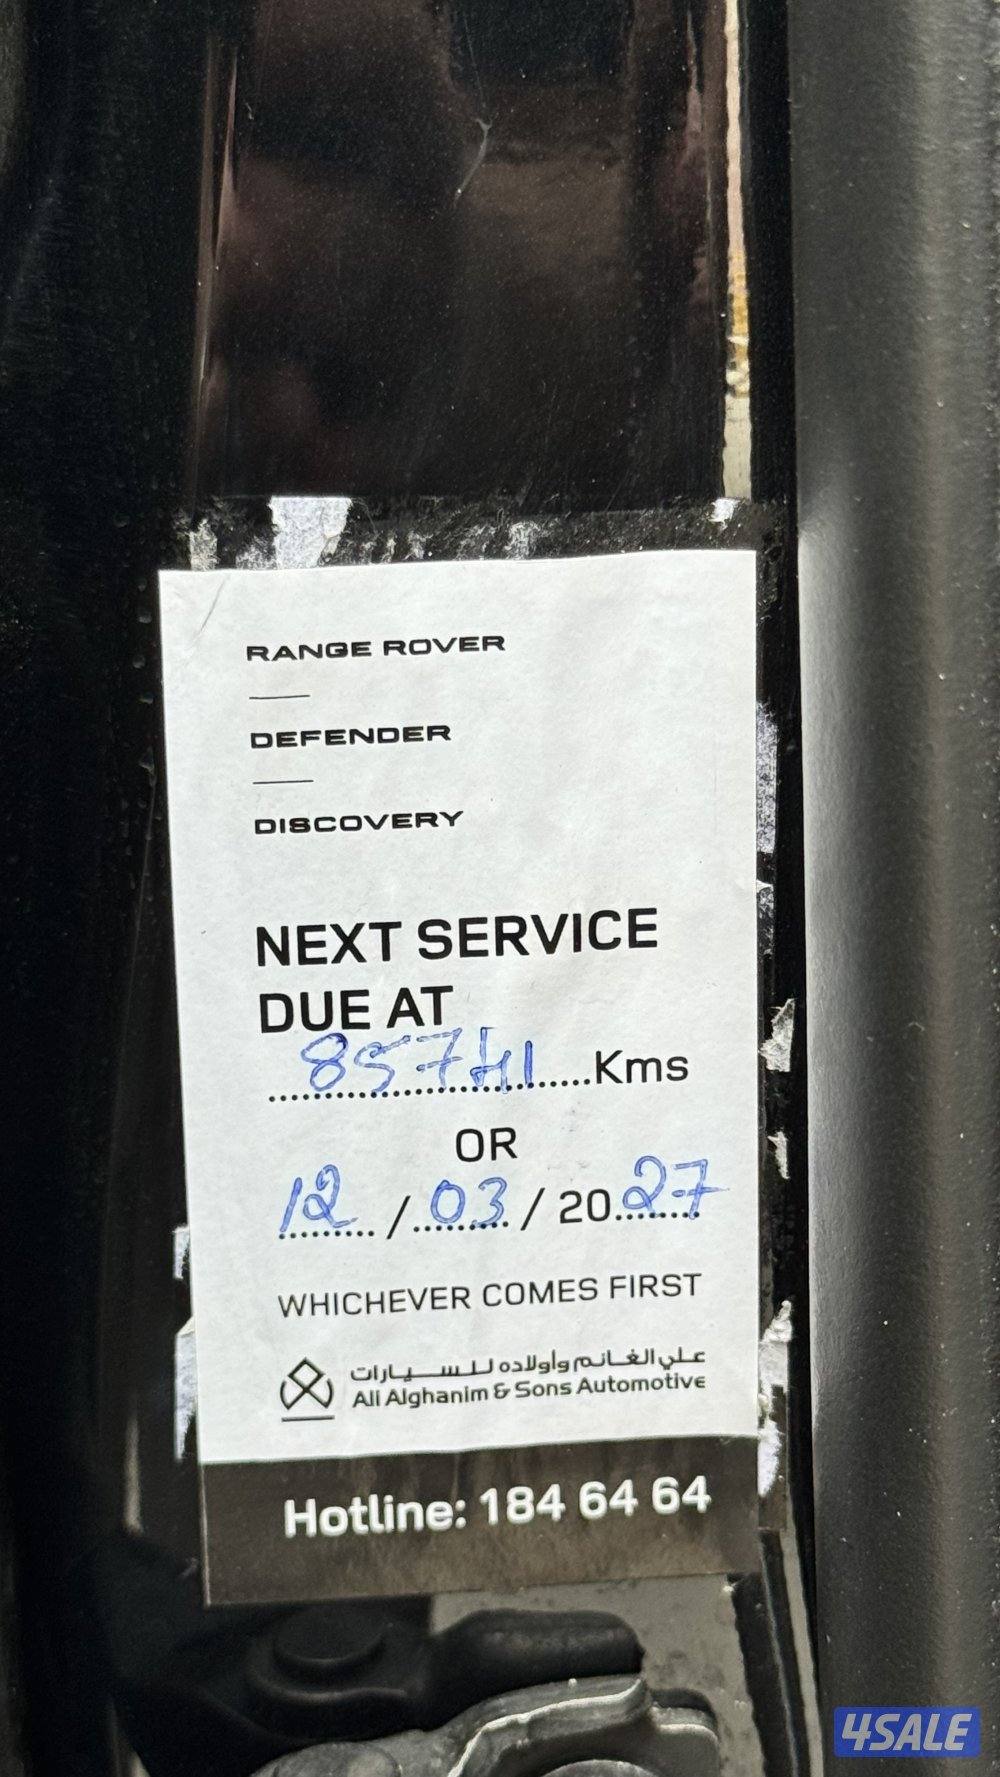 RANGE ROVER
DEFENDER
DISCOVERY
NEXT SERVICE
DUE AT
85741 Kms
OR
12 / 03 / 2027
WHICHEVER COMES FIRST
علي الغانم وأولاده للسيارات
Ali Alghanim & Sons Automotive
Hotline: 184 64 64
4SALE